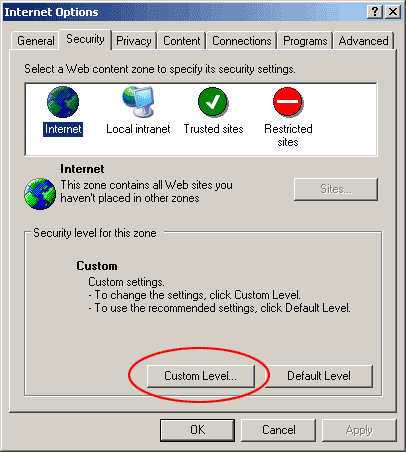 Internet Options
General Security Privacy Content Connections Programs Advanced
Select a Web content zone to specify its security settings.
Internet Local intranet Trusted sites Restricted
sites
Internet
This zone contains all Web sites you
haven't placed in other zones
Sites...
Security level for this zone
Custom
Custom settings.
- To change the settings, click Custom Level.
- To use the recommended settings, click Default Level.
Custom Level... Default Level
OK Cancel Apply